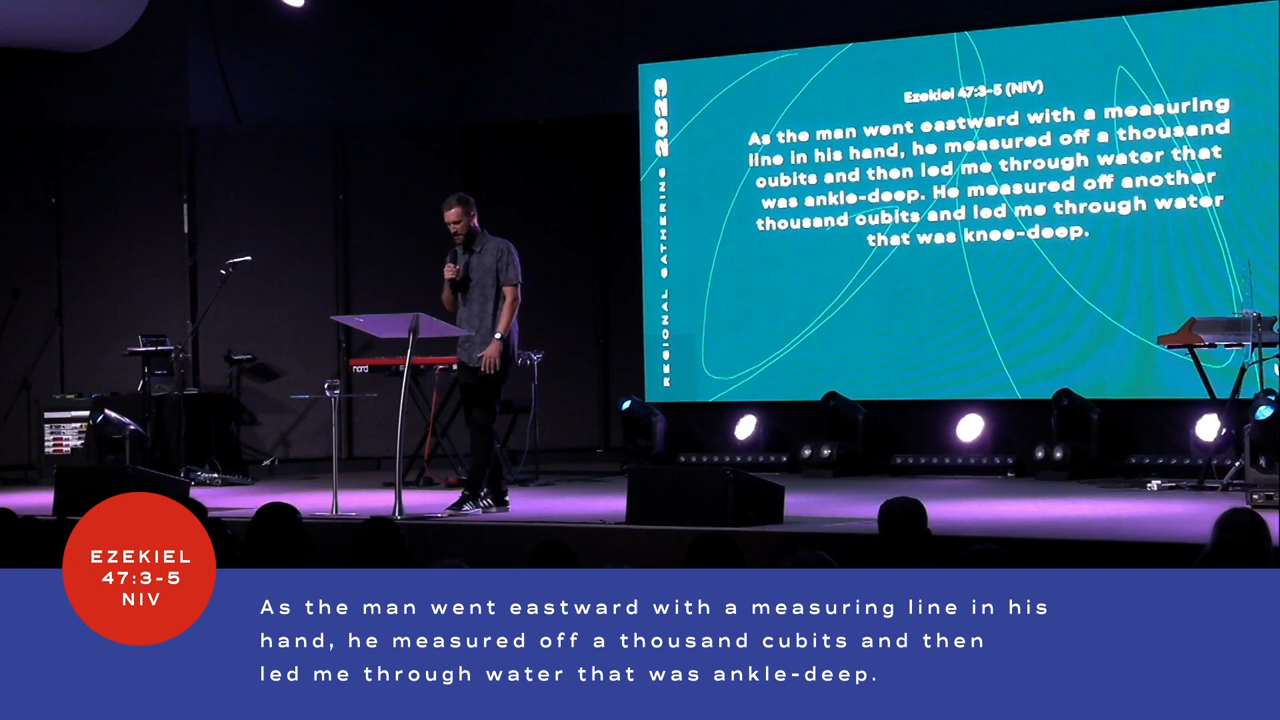 REGIONAL GATHERING 2023
Ezekiel 47:3-5 (NIV)
As the man went eastward with a measuring
line in his hand, he measured off a thousand
cubits and then led me through water that
was ankle-deep. He measured off another
thousand cubits and led me through water
that was knee-deep.
nord
EZEKIEL
47:3-5
NIV
As the man went eastward with a measuring line in his
hand, he measured off a thousand cubits and then
led me through water that was ankle-deep.